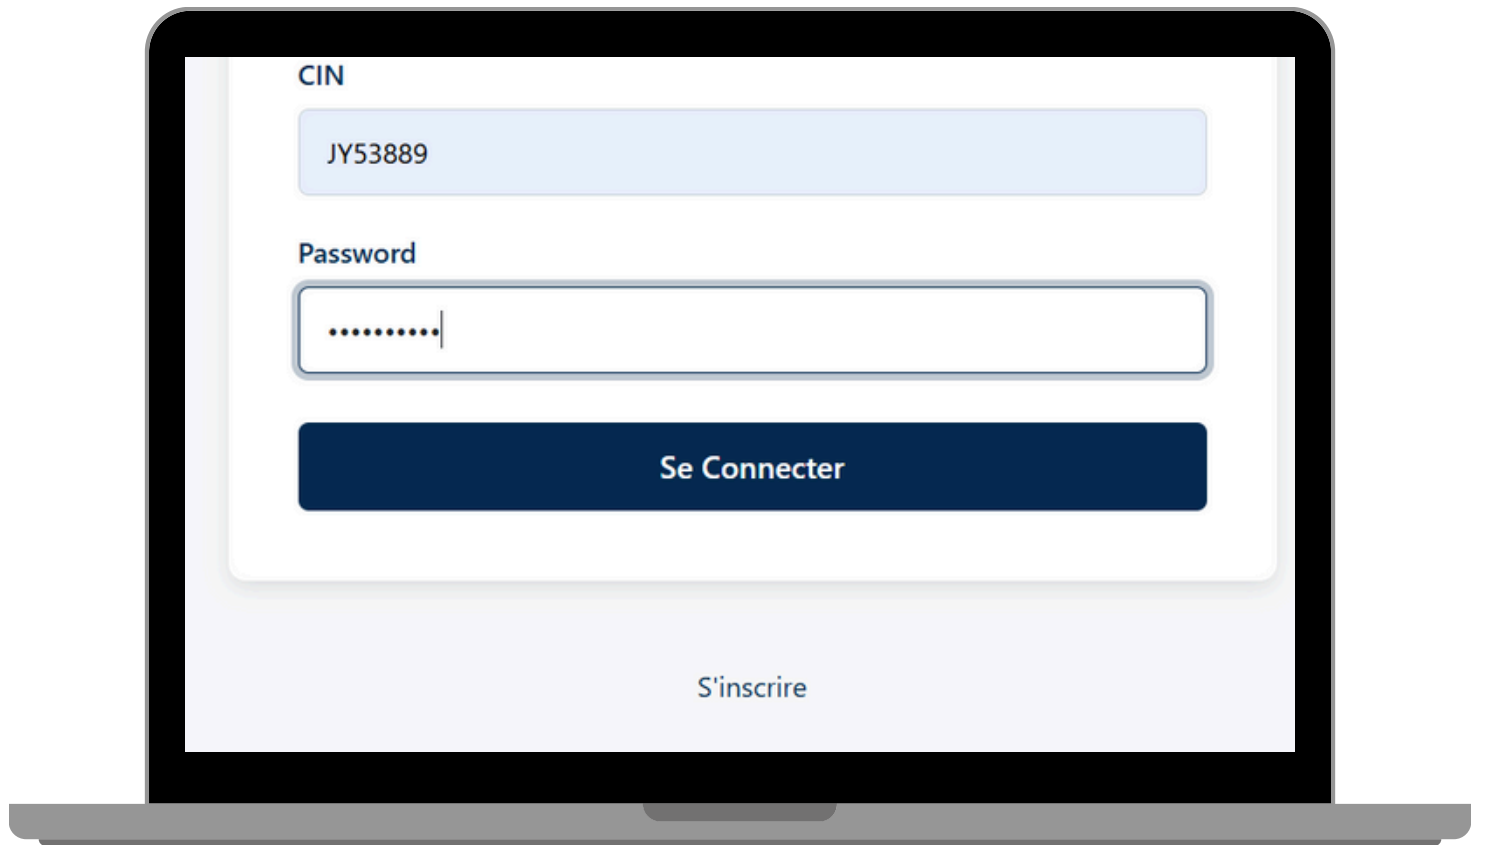 CIN
JY53889
Password
••••••••••
Se Connecter
S'inscrire